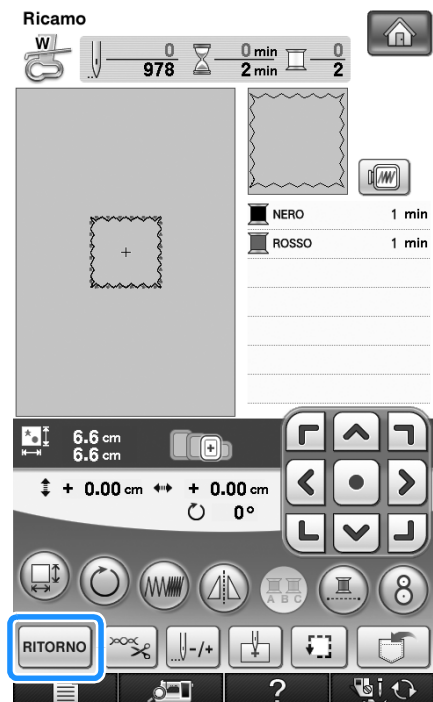 Ricamo
W
0 0 min 0
978 2 min 2
NERO 1 min
ROSSO 1 min
6.6 cm
6.6 cm
+ 0.00 cm + 0.00 cm
0°
A B C
8
RITORNO -/+
?